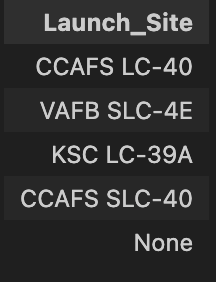 Launch_Site
CCAFS LC-40
VAFB SLC-4E
KSC LC-39A
CCAFS SLC-40
None